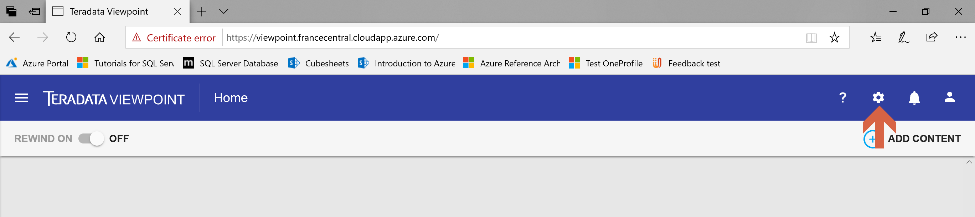 Teradata Viewpoint
Certificate error https://viewpoint.francecentral.cloudapp.azure.com/
Azure Portal Tutorials for SQL Serv SQL Server Database Cubesheets Introduction to Azure Azure Reference Arch Test OneProfile Feedback test
TERADATA VIEWPOINT Home ?
REWIND ON OFF ADD CONTENT